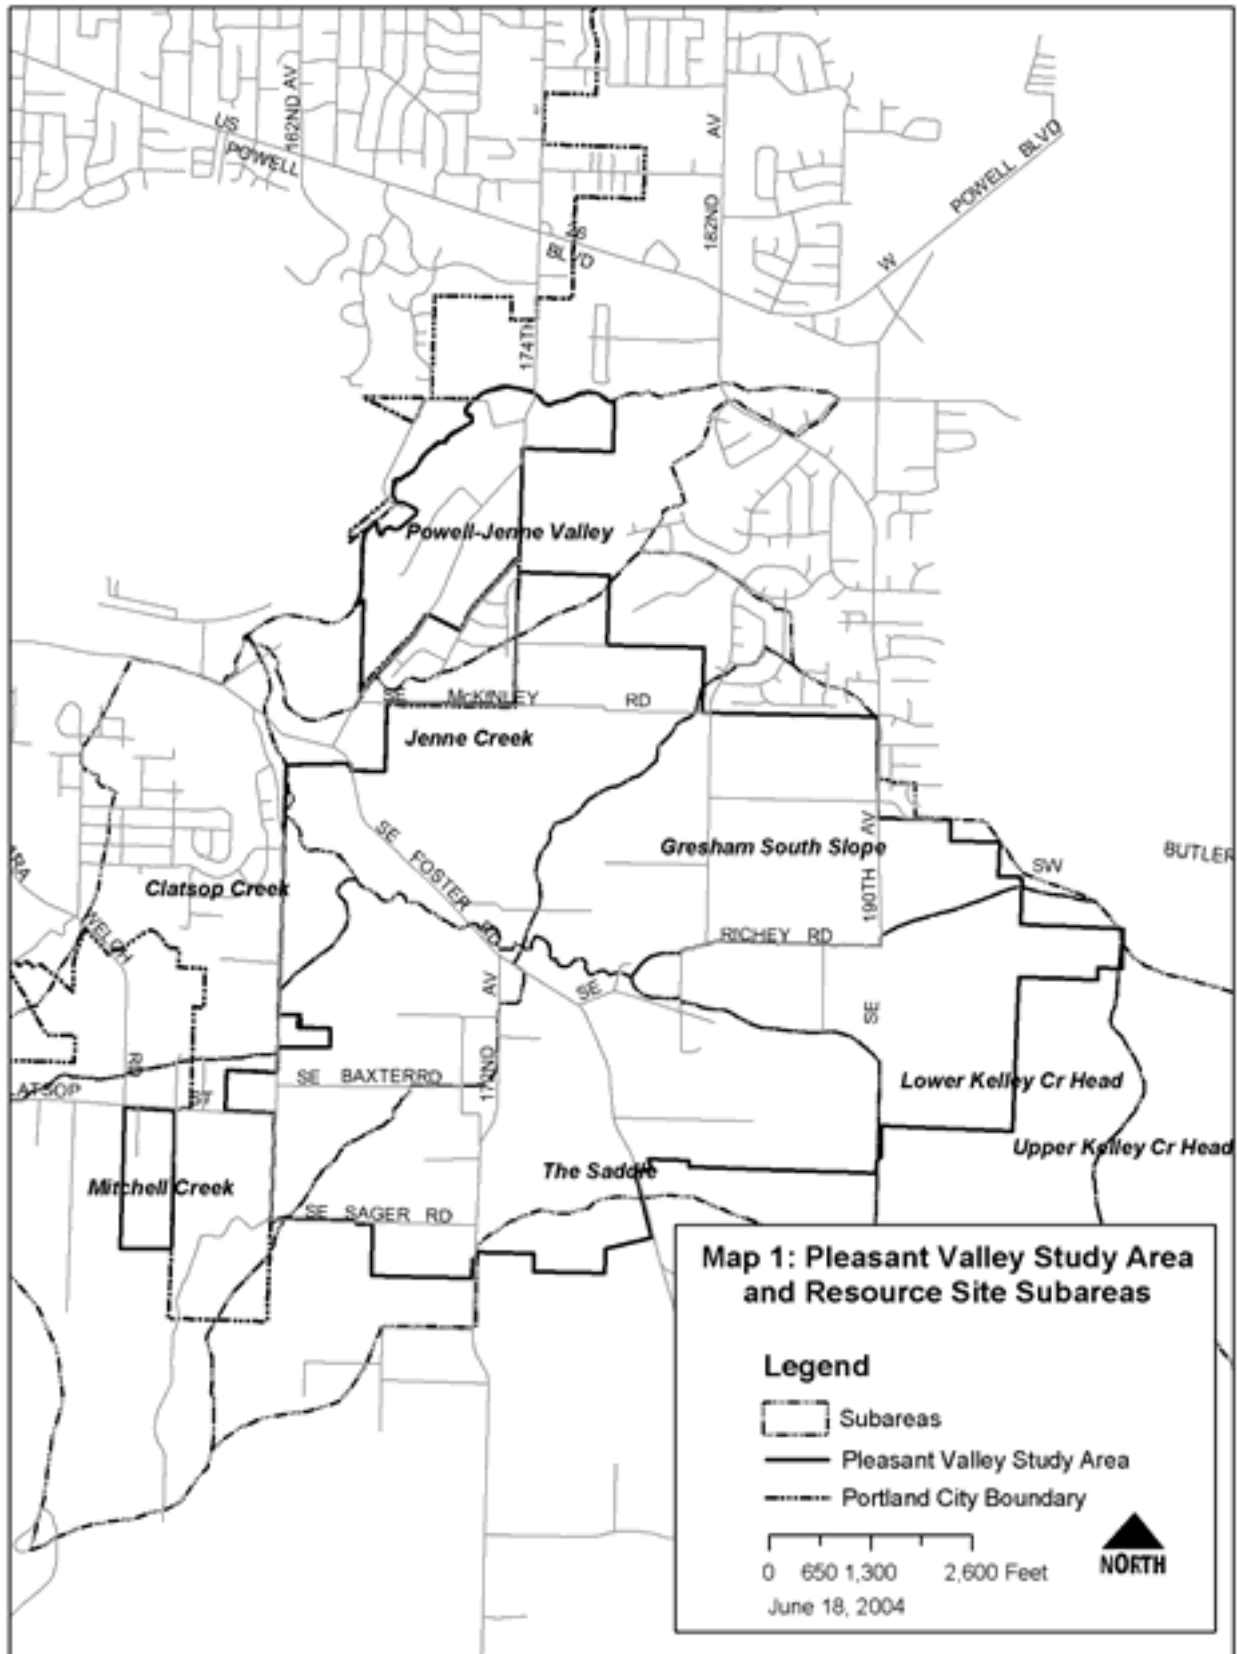 162ND AV
US
POWELL
AV
182ND
POWELL BLVD
W
BLVD
174TH
Powell-Jenne Valley
SE McKINLEY RD
Jenne Creek
SE FOSTER RD
Gresham South Slope
190TH AV
SW
BUTLER
Clatsop Creek
WELCH
RD
RICHEY RD
SE
SE
172ND AV
SE BAXTER RD
ATSOP
SE
Lower Kelley Cr Head
Upper Kelley Cr Head
Mitchell Creek
The Saddle
SE SAGER RD
Map 1: Pleasant Valley Study Area
and Resource Site Subareas
Legend
Subareas
Pleasant Valley Study Area
Portland City Boundary
0 650 1,300 2,600 Feet
June 18, 2004
NORTH